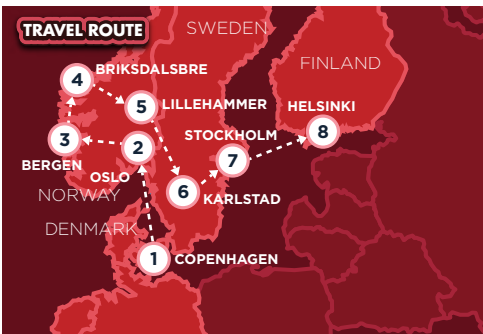 TRAVEL ROUTE
SWEDEN
FINLAND
4 BRIKSDALSBRE
5 LILLEHAMMER
HELSINKI
8
STOCKHOLM
7
3
BERGEN
2
OSLO
6 KARLSTAD
NORWAY
DENMARK
1 COPENHAGEN